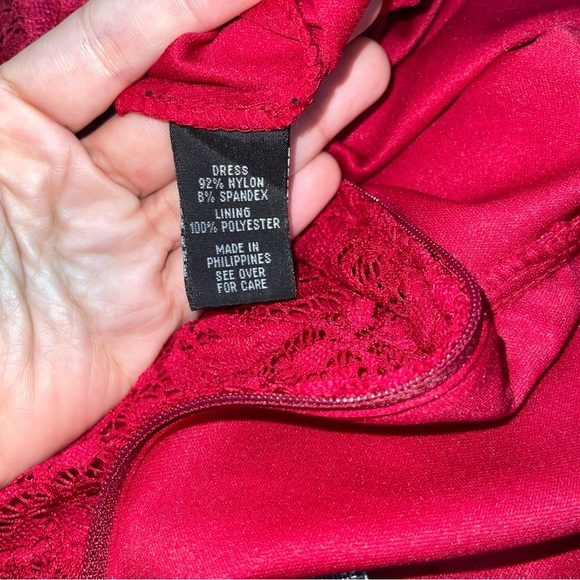 DRESS
92% NYLON
8% SPANDEX
LINING
100% POLYESTER
MADE IN
PHILIPPINES
SEE OVER
FOR CARE